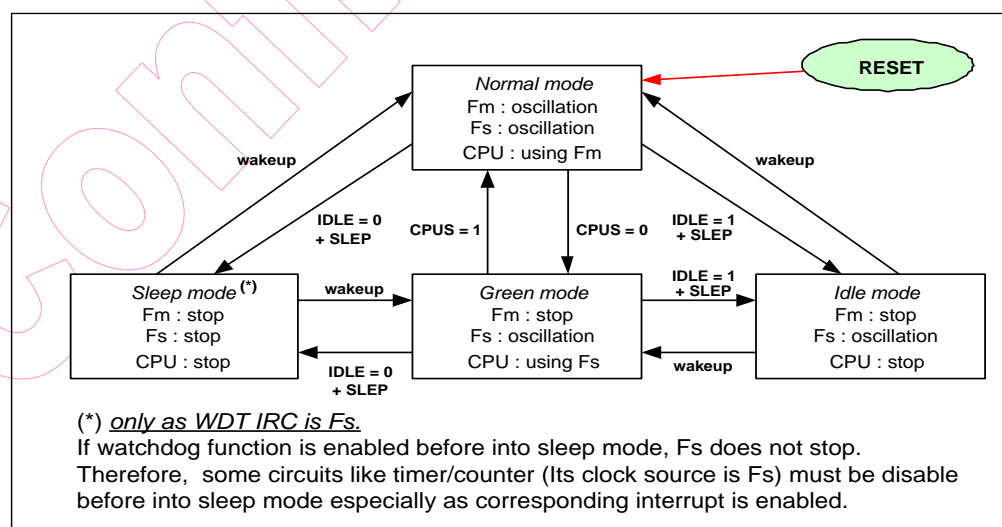 RESET
Normal mode
Fm : oscillation
Fs : oscillation
CPU : using Fm
wakeup
wakeup
IDLE = 0
+ SLEP
CPUS = 1
CPUS = 0
IDLE = 1
+ SLEP
Sleep mode (*)
Fm : stop
Fs : stop
CPU : stop
wakeup
IDLE = 0
+ SLEP
Green mode
Fm : stop
Fs : oscillation
CPU : using Fs
IDLE = 1
+ SLEP
wakeup
Idle mode
Fm : stop
Fs : oscillation
CPU : stop
(*) only as WDT IRC is Fs.
If watchdog function is enabled before into sleep mode, Fs does not stop.
Therefore, some circuits like timer/counter (Its clock source is Fs) must be disable
before into sleep mode especially as corresponding interrupt is enabled.